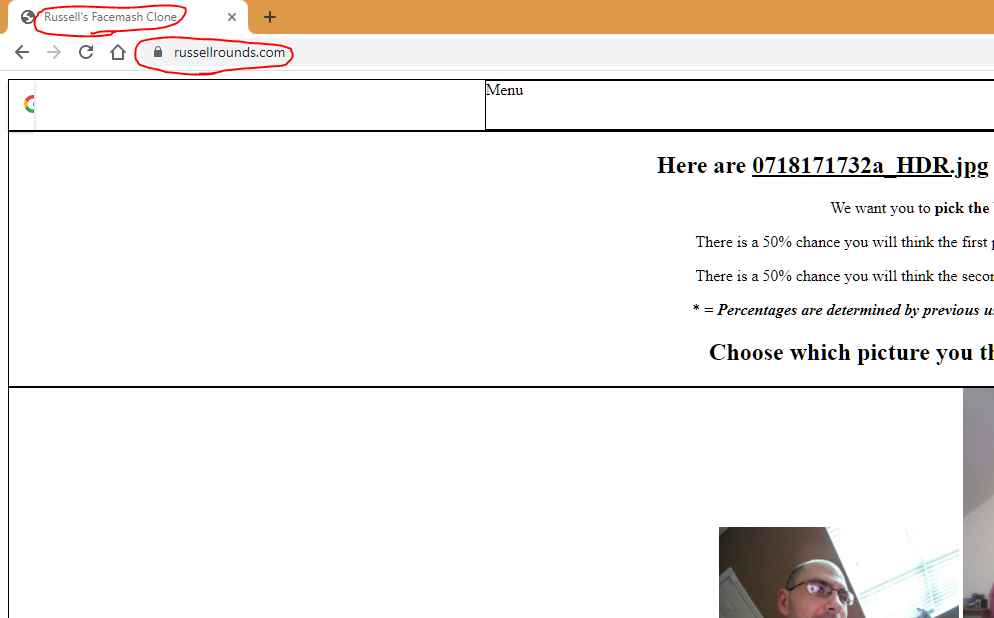 Russell's Facemash Clone
russellrounds.com
Menu
Here are 0718171732a_HDR.jpg
We want you to pick the
There is a 50% chance you will think the first
There is a 50% chance you will think the
* = Percentages are determined by previous
Choose which picture you